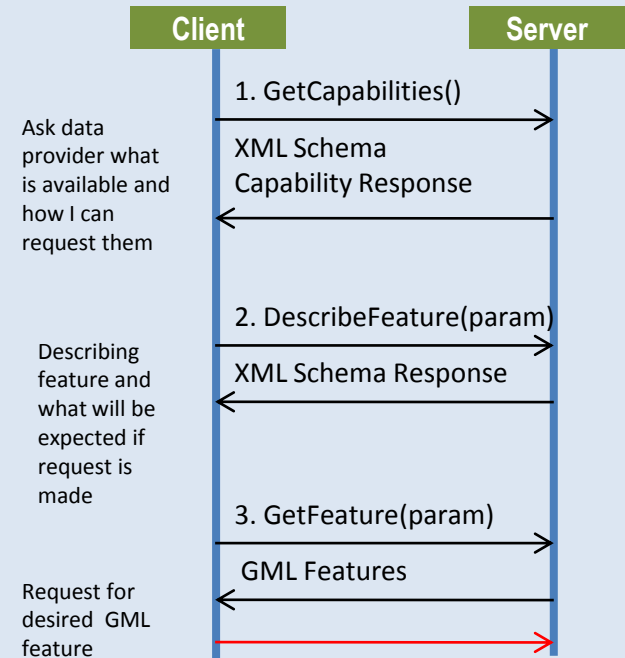 Client
Server
1. GetCapabilities()
Ask data
provider what
is available and
how I can
request them
XML Schema
Capability Response
2. DescribeFeature(param)
Describing
feature and
what will be
expected if
request is
made
XML Schema Response
3. GetFeature(param)
GML Features
Request for
desired GML
feature